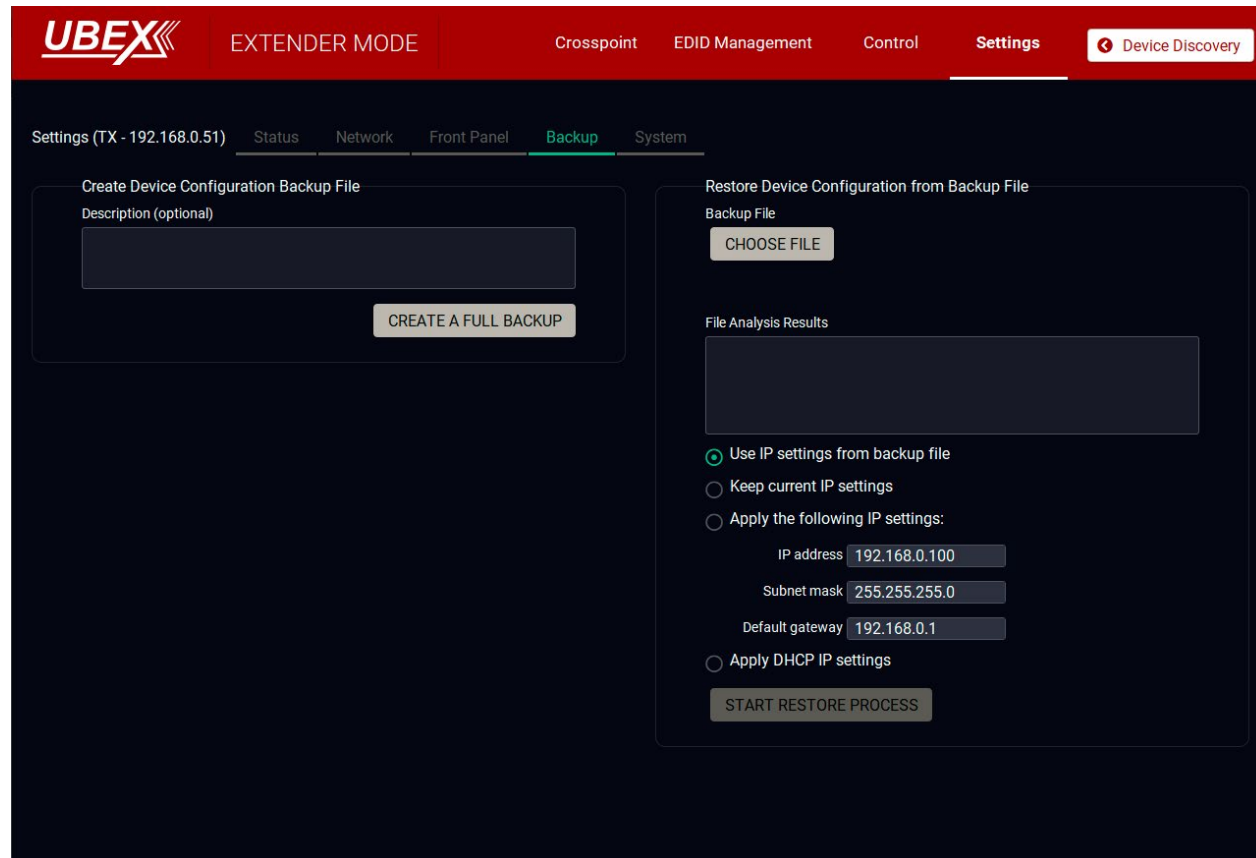 UBEX
EXTENDER MODE
Crosspoint
EDID Management
Control
Settings
Device Discovery
Settings (TX - 192.168.0.51)
Status
Network
Front Panel
Backup
System
Create Device Configuration Backup File
Description (optional)
CREATE A FULL BACKUP
Restore Device Configuration from Backup File
Backup File
CHOOSE FILE
File Analysis Results
Use IP settings from backup file
Keep current IP settings
Apply the following IP settings:
IP address 192.168.0.100
Subnet mask 255.255.255.0
Default gateway 192.168.0.1
Apply DHCP IP settings
START RESTORE PROCESS